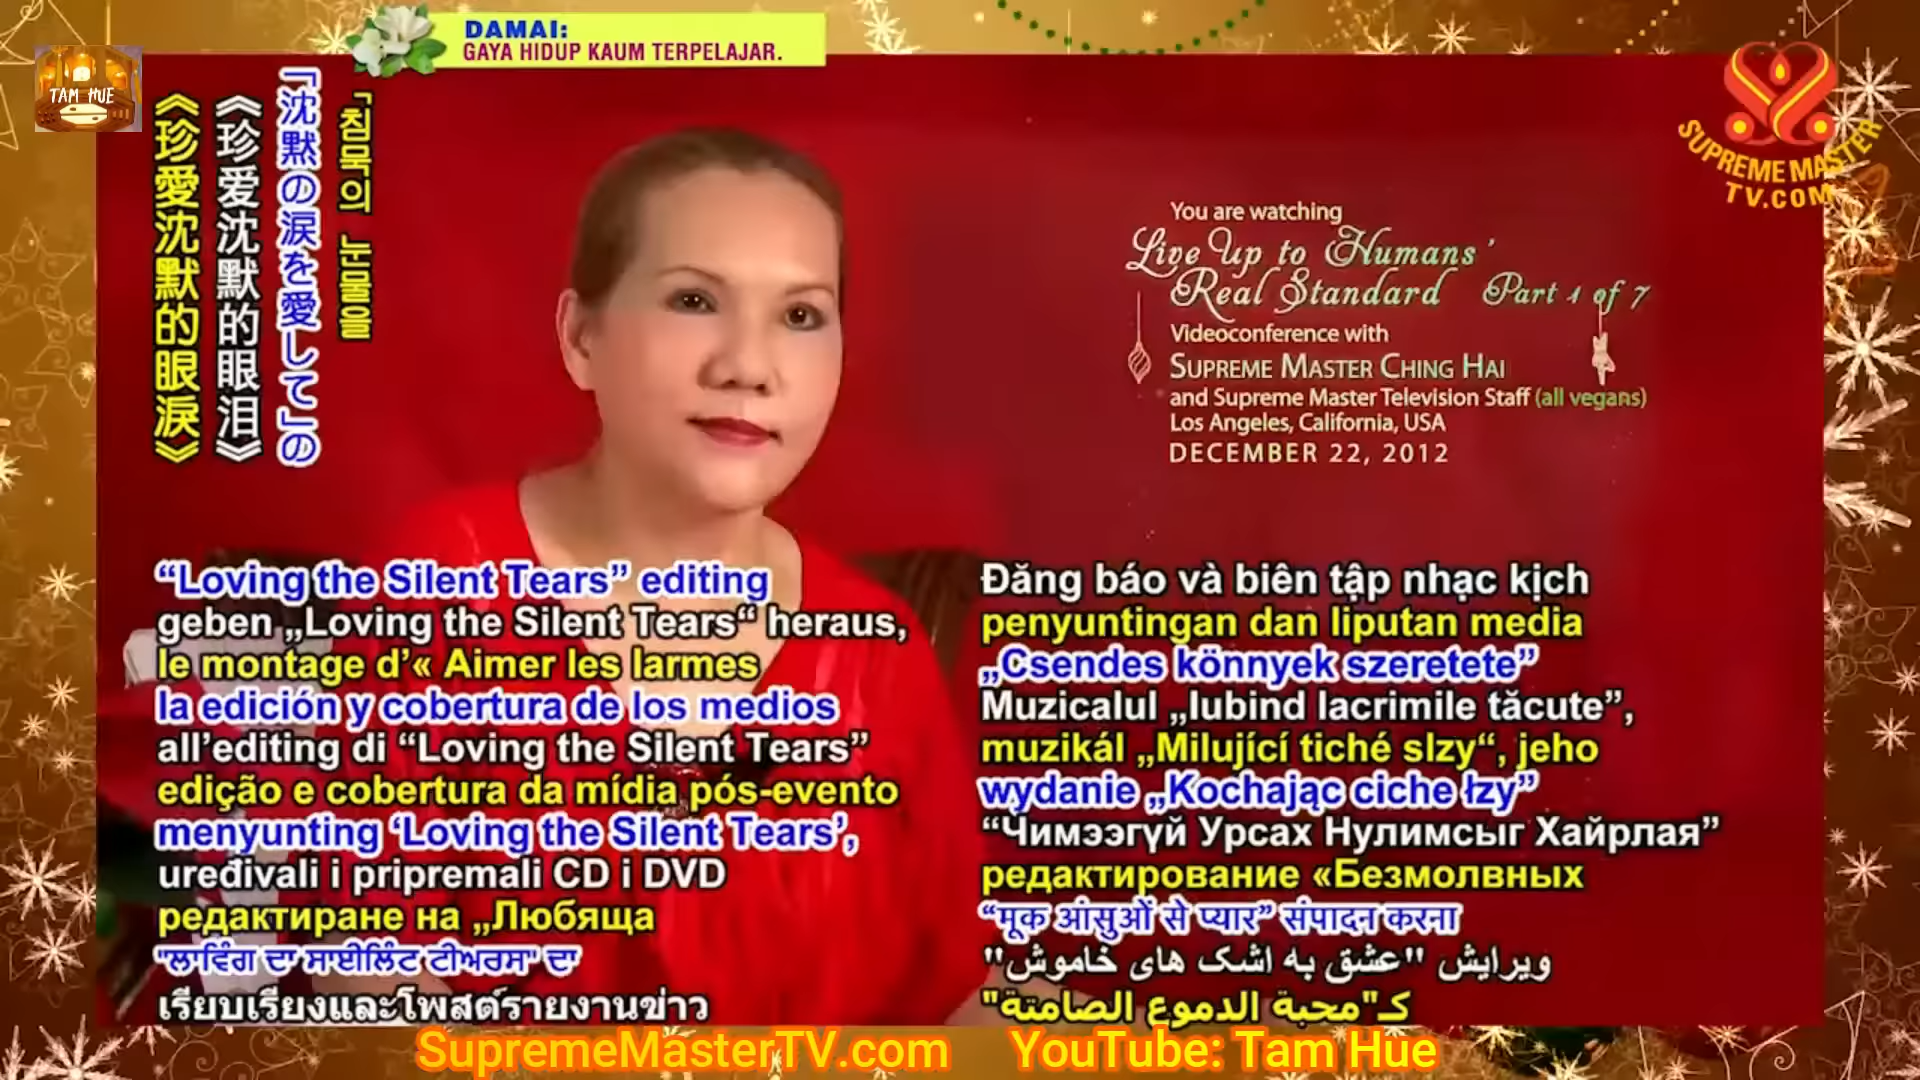 DAMAI:
GAYA HIDUP KAUM TERPELAJAR.
TAM HUE
SUPREME MASTER
TV.COM
「침묵의 눈물을
「沈黙の涙を愛して」の
《珍爱沈默的眼泪》
《珍愛沈默的眼淚》
You are watching
Live Up to Humans’
Real Standard Part 1 of 7
Videoconference with
SUPREME MASTER CHING HAI
and Supreme Master Television Staff (all vegans)
Los Angeles, California, USA
DECEMBER 22, 2012
“Loving the Silent Tears” editing
geben „Loving the Silent Tears“ heraus,
le montage d’« Aimer les larmes
la edición y cobertura de los medios
all’editing di “Loving the Silent Tears”
edição e cobertura da mídia pós-evento
menyunting ‘Loving the Silent Tears’,
uređivali i pripremali CD i DVD
редактиране на „Любяща
"ਲਾਵਿੰਗ ਦਾ ਸਾਈਲਿੰਟ ਟੀਅਰਸ" ਦਾ
เรียบเรียงและโพสต์รายงานข่าว
Đăng báo và biên tập nhạc kịch
penyuntingan dan liputan media
„Csendes könnyek szeretete”
Muzicalul „Iubind lacrimile tăcute”,
muzikál „Milující tiché slzy“, jeho
wydanie „Kochając ciche łzy”
“Чимээгүй Урсах Нулимсыг Хайрлая”
редактирование «Безмолвных
“मूक आंसुओं से प्यार” संपादन करना
ویرایش "عشق به اشک های خاموش"
كـ"محبة الدموع الصامتة"
SupremeMasterTV.com YouTube: Tam Hue